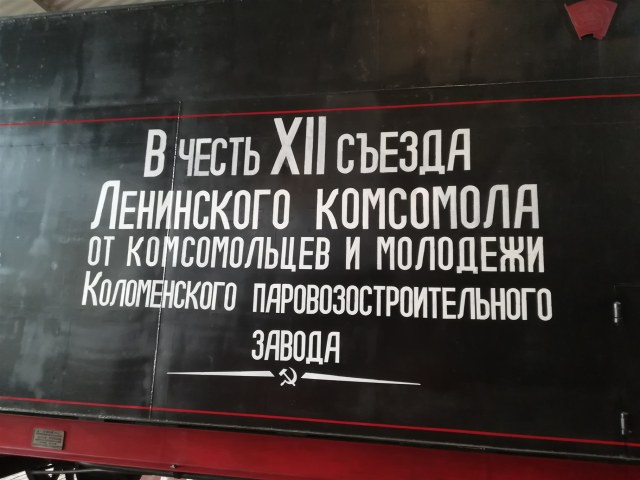 В ЧЕСТЬ XII СЪЕЗДА
ЛЕНИНСКОГО КОМСОМОЛА
ОТ КОМСОМОЛЬЦЕВ И МОЛОДЕЖИ
КОЛОМЕНСКОГО ПАРОВОЗОСТРОИТЕЛЬНОГО
ЗАВОДА